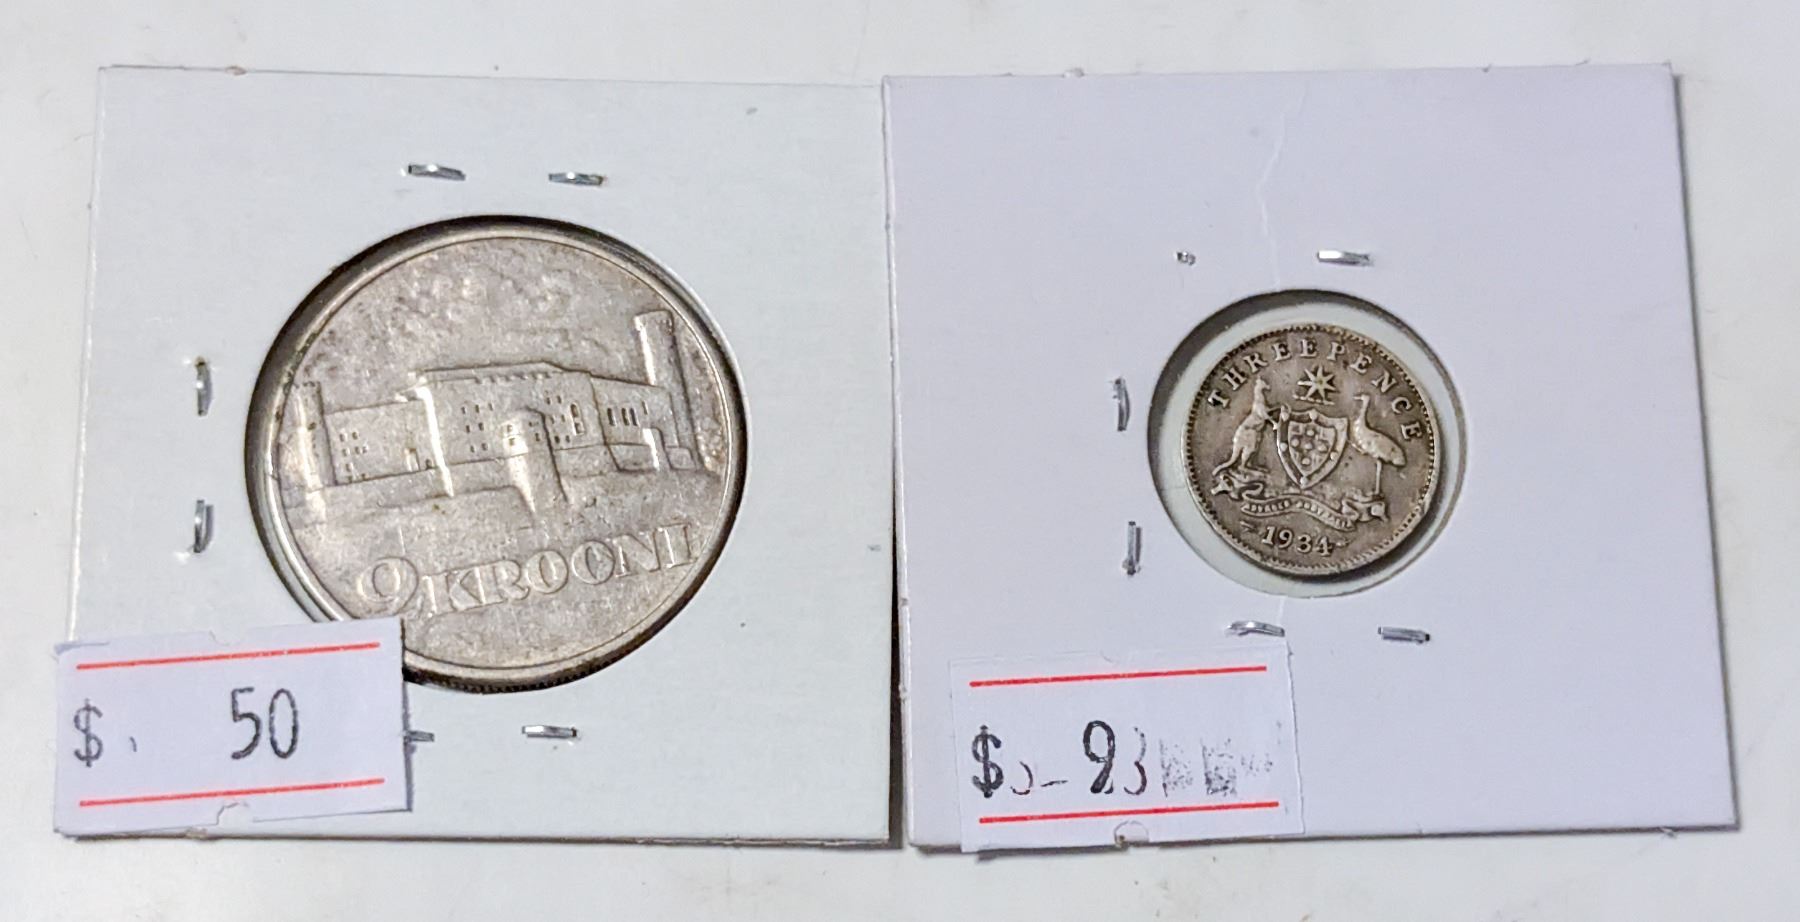 2 KROONI
$. 50
THREEPENCE
1934
$